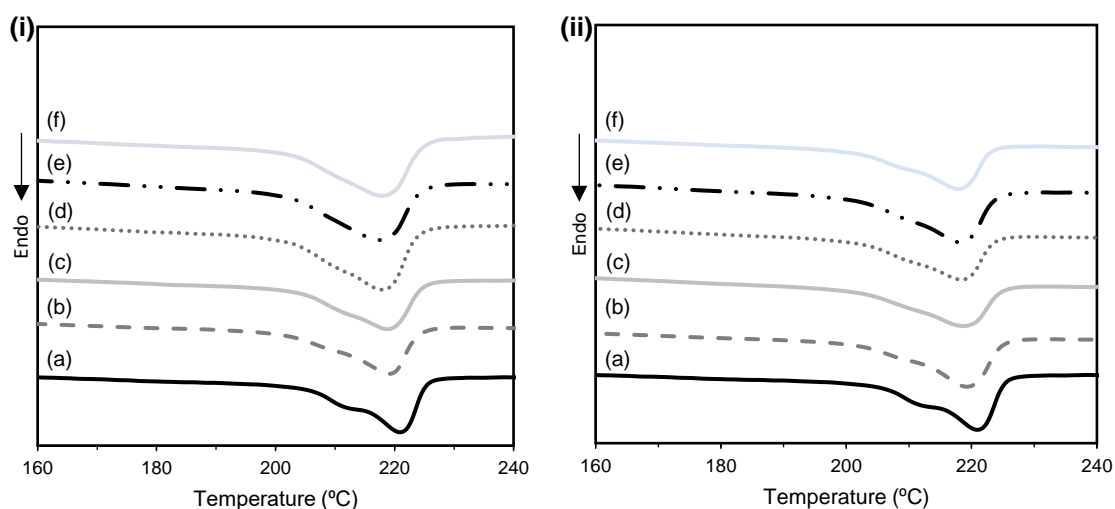 (i)
(f)
(e)
(d)
(c)
(b)
(a)
Endo
160 180 200 220 240
Temperature (ºC)
(ii)
(f)
(e)
(d)
(c)
(b)
(a)
Endo
160 180 200 220 240
Temperature (ºC)